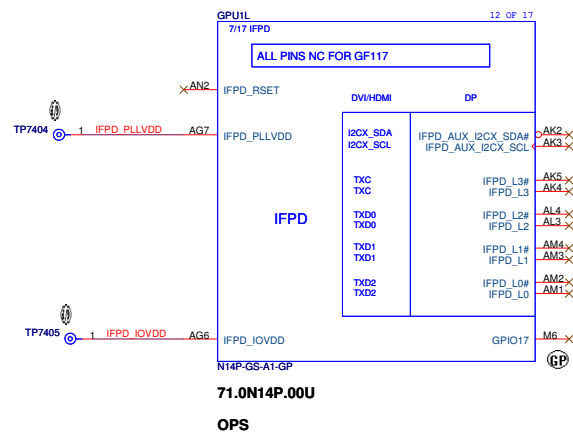 GPU1L 12 OF 17
7/17 IFPD
ALL PINS NC FOR GF117
AN2 IFPD_RSET
DVI/HDMI DP
TP7404 1 IFPD_PLLVDD AG7 IFPD_PLLVDD
I2CX_SDA IFPD_AUX_I2CX_SDA# AK2
I2CX_SCL IFPD_AUX_I2CX_SCL AK3
TXC IFPD_L3# AK5
TXC IFPD_L3 AK4
IFPD
TXD0 IFPD_L2# AL4
TXD0 IFPD_L2 AL3
TXD1 IFPD_L1# AM4
TXD1 IFPD_L1 AM3
TXD2 IFPD_L0# AM2
TXD2 IFPD_L0 AM1
TP7405 1 IFPD_IOVDD AG6 IFPD_IOVDD
GPIO17 M6
GP
N14P-GS-A1-GP
71.0N14P.00U
OPS